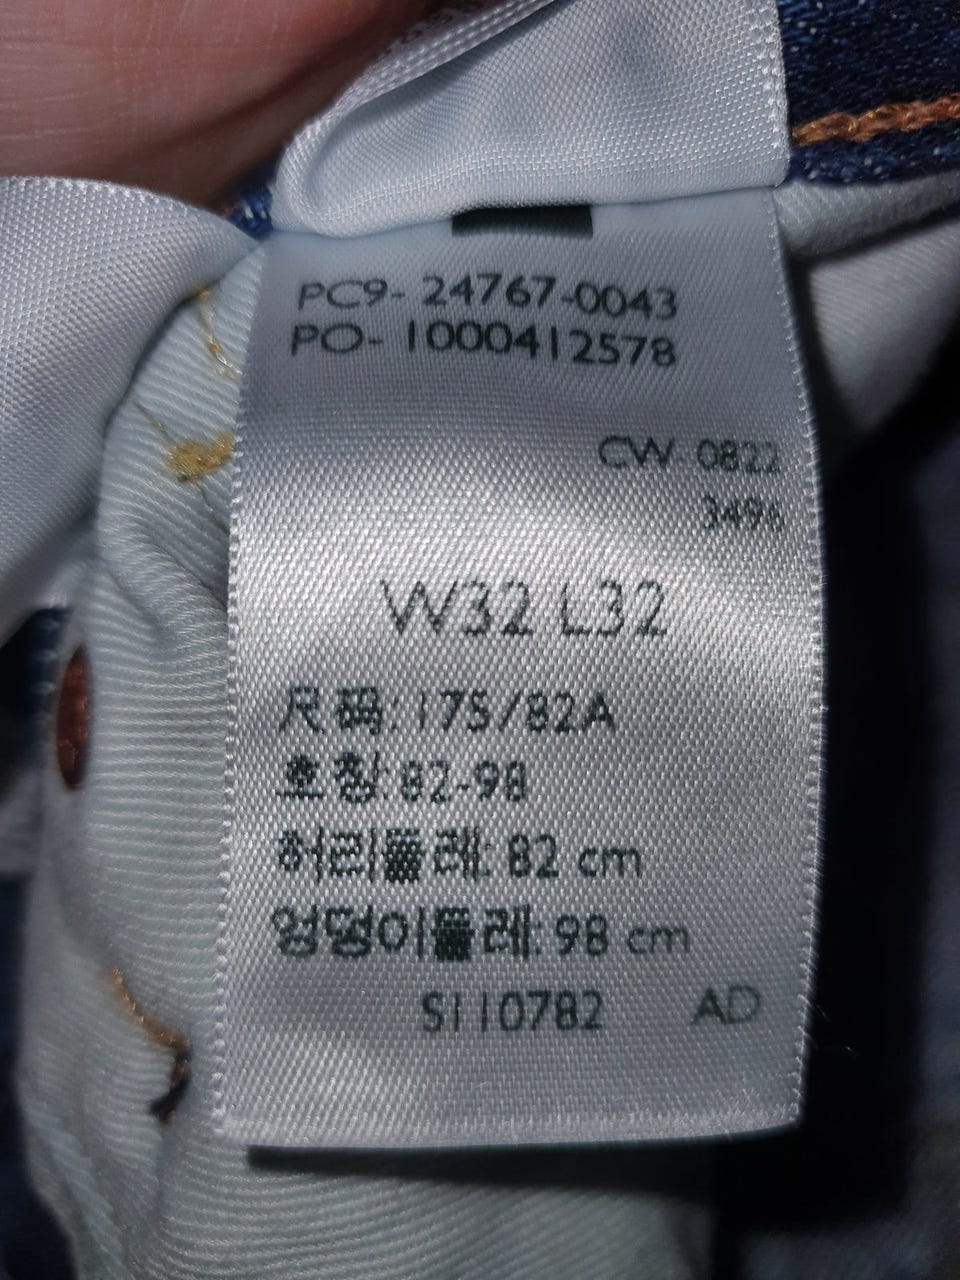 PC9- 24767-0043
PO- 1000412578
CW 0822
3496
W32 L32
尺码: 175/82A
호칭: 82-98
허리둘레: 82 cm
엉덩이둘레: 98 cm
S110782 AD